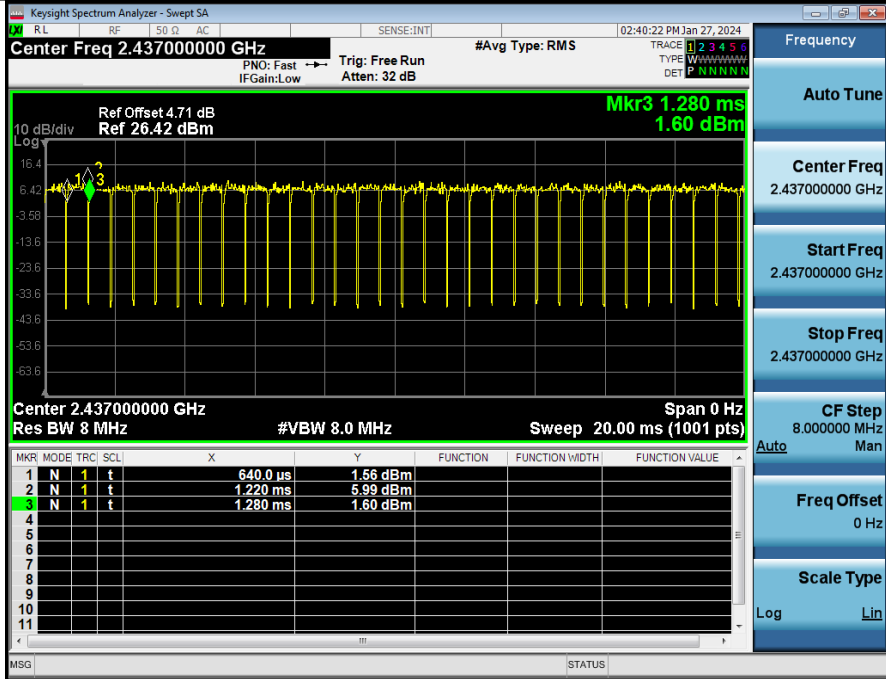 Keysight Spectrum Analyzer - Swept SA
LXI RL RF 50 Ω AC SENSE:INT 02:40:22 PM Jan 27, 2024
Center Freq 2.437000000 GHz #Avg Type: RMS TRACE 1 2 3 4 5 6
PNO: Fast Trig: Free Run TYPE WWWWWW
IFGain:Low Atten: 32 dB DET P N N N N N
Mkr3 1.280 ms
1.60 dBm
Ref Offset 4.71 dB
10 dB/div Ref 26.42 dBm
Log
16.4
6.42
-3.58
-13.6
-23.6
-33.6
-43.6
-53.6
-63.6
1 2 3
Center 2.437000000 GHz Span 0 Hz
Res BW 8 MHz #VBW 8.0 MHz Sweep 20.00 ms (1001 pts)
MKR MODE TRC SCL X Y FUNCTION FUNCTION WIDTH FUNCTION VALUE
1 N 1 t 640.0 µs 1.56 dBm
2 N 1 t 1.220 ms 5.99 dBm
3 N 1 t 1.280 ms 1.60 dBm
4
5
6
7
8
9
10
11
MSG STATUS
Frequency
Auto Tune
Center Freq
2.437000000 GHz
Start Freq
2.437000000 GHz
Stop Freq
2.437000000 GHz
CF Step
8.000000 MHz
Auto Man
Freq Offset
0 Hz
Scale Type
Log Lin